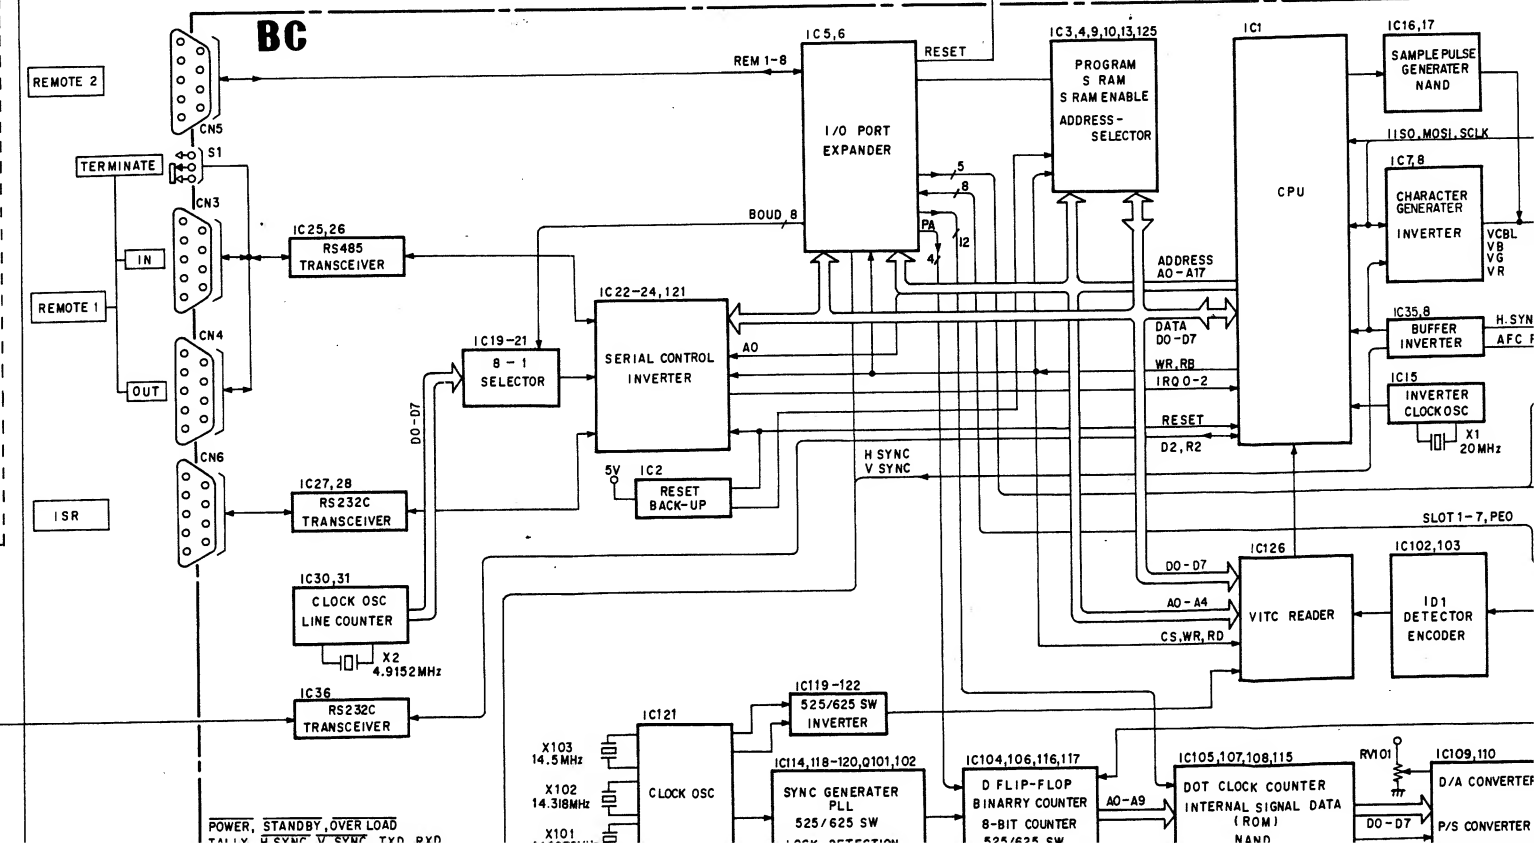 BC
REMOTE 2
CN5
REM 1-8
IC5,6
I/O PORT
EXPANDER
RESET
5
8
12
PA
4
BOUD 8
IC3,4,9,10,13,125
PROGRAM
S RAM
S RAM ENABLE
ADDRESS-
SELECTOR
IC1
CPU
IC16,17
SAMPLE PULSE
GENERATER
NAND
IISO,MOSI,SCLK
IC7,8
CHARACTER
GENERATER
INVERTER
VCBL
VB
VG
VR
IC35,8
BUFFER
INVERTER
H.SYN
AFC F
IC15
INVERTER
CLOCK OSC
X1
20MHz
TERMINATE
S1
CN3
IN
REMOTE 1
CN4
OUT
CN6
ISR
IC25,26
RS485
TRANSCEIVER
IC22-24,121
SERIAL CONTROL
INVERTER
IC19-21
8-1
SELECTOR
D0-D7
ADDRESS
A0-A17
DATA
D0-D7
A0
WR,RB
IRQ 0-2
RESET
D2,R2
H SYNC
V SYNC
5V
IC2
RESET
BACK-UP
IC27,28
RS232C
TRANSCEIVER
IC30,31
CLOCK OSC
LINE COUNTER
X2
4.9152MHz
IC36
RS232C
TRANSCEIVER
SLOT 1-7,PEO
IC126
VITC READER
D0-D7
A0-A4
CS,WR,RD
IC102,103
ID1
DETECTOR
ENCODER
IC119-122
525/625 SW
INVERTER
IC121
CLOCK OSC
X103
14.5MHz
X102
14.318MHz
X101
IC114,118-120,Q101,102
SYNC GENERATER
PLL
525/625 SW
LOCK DETECTION
IC104,106,116,117
D FLIP-FLOP
BINARRY COUNTER
8-BIT COUNTER
525/625 SW
A0-A9
IC105,107,108,115
DOT CLOCK COUNTER
INTERNAL SIGNAL DATA
(ROM)
NAND
D0-D7
RV101
IC109,110
D/A CONVERTER
P/S CONVERTER
POWER, STANDBY,OVER LOAD
TALLY, H SYNC, V SYNC, TXD, RXD